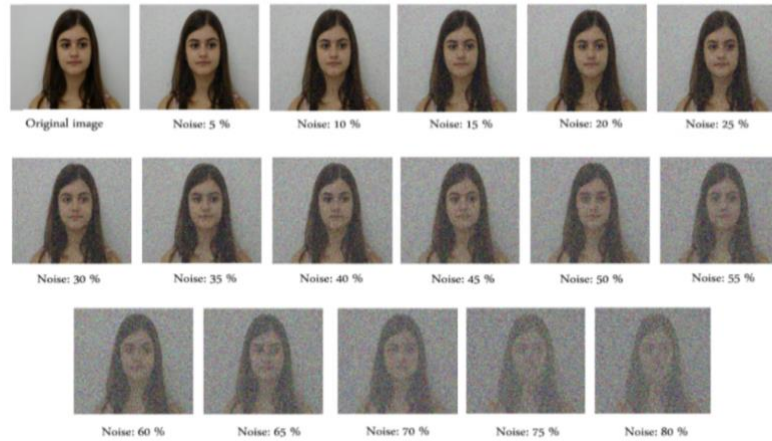 Original image Noise: 5 % Noise: 10 % Noise: 15 % Noise: 20 % Noise: 25 %
Noise: 30 % Noise: 35 % Noise: 40 % Noise: 45 % Noise: 50 % Noise: 55 %
Noise: 60 % Noise: 65 % Noise: 70 % Noise: 75 % Noise: 80 %